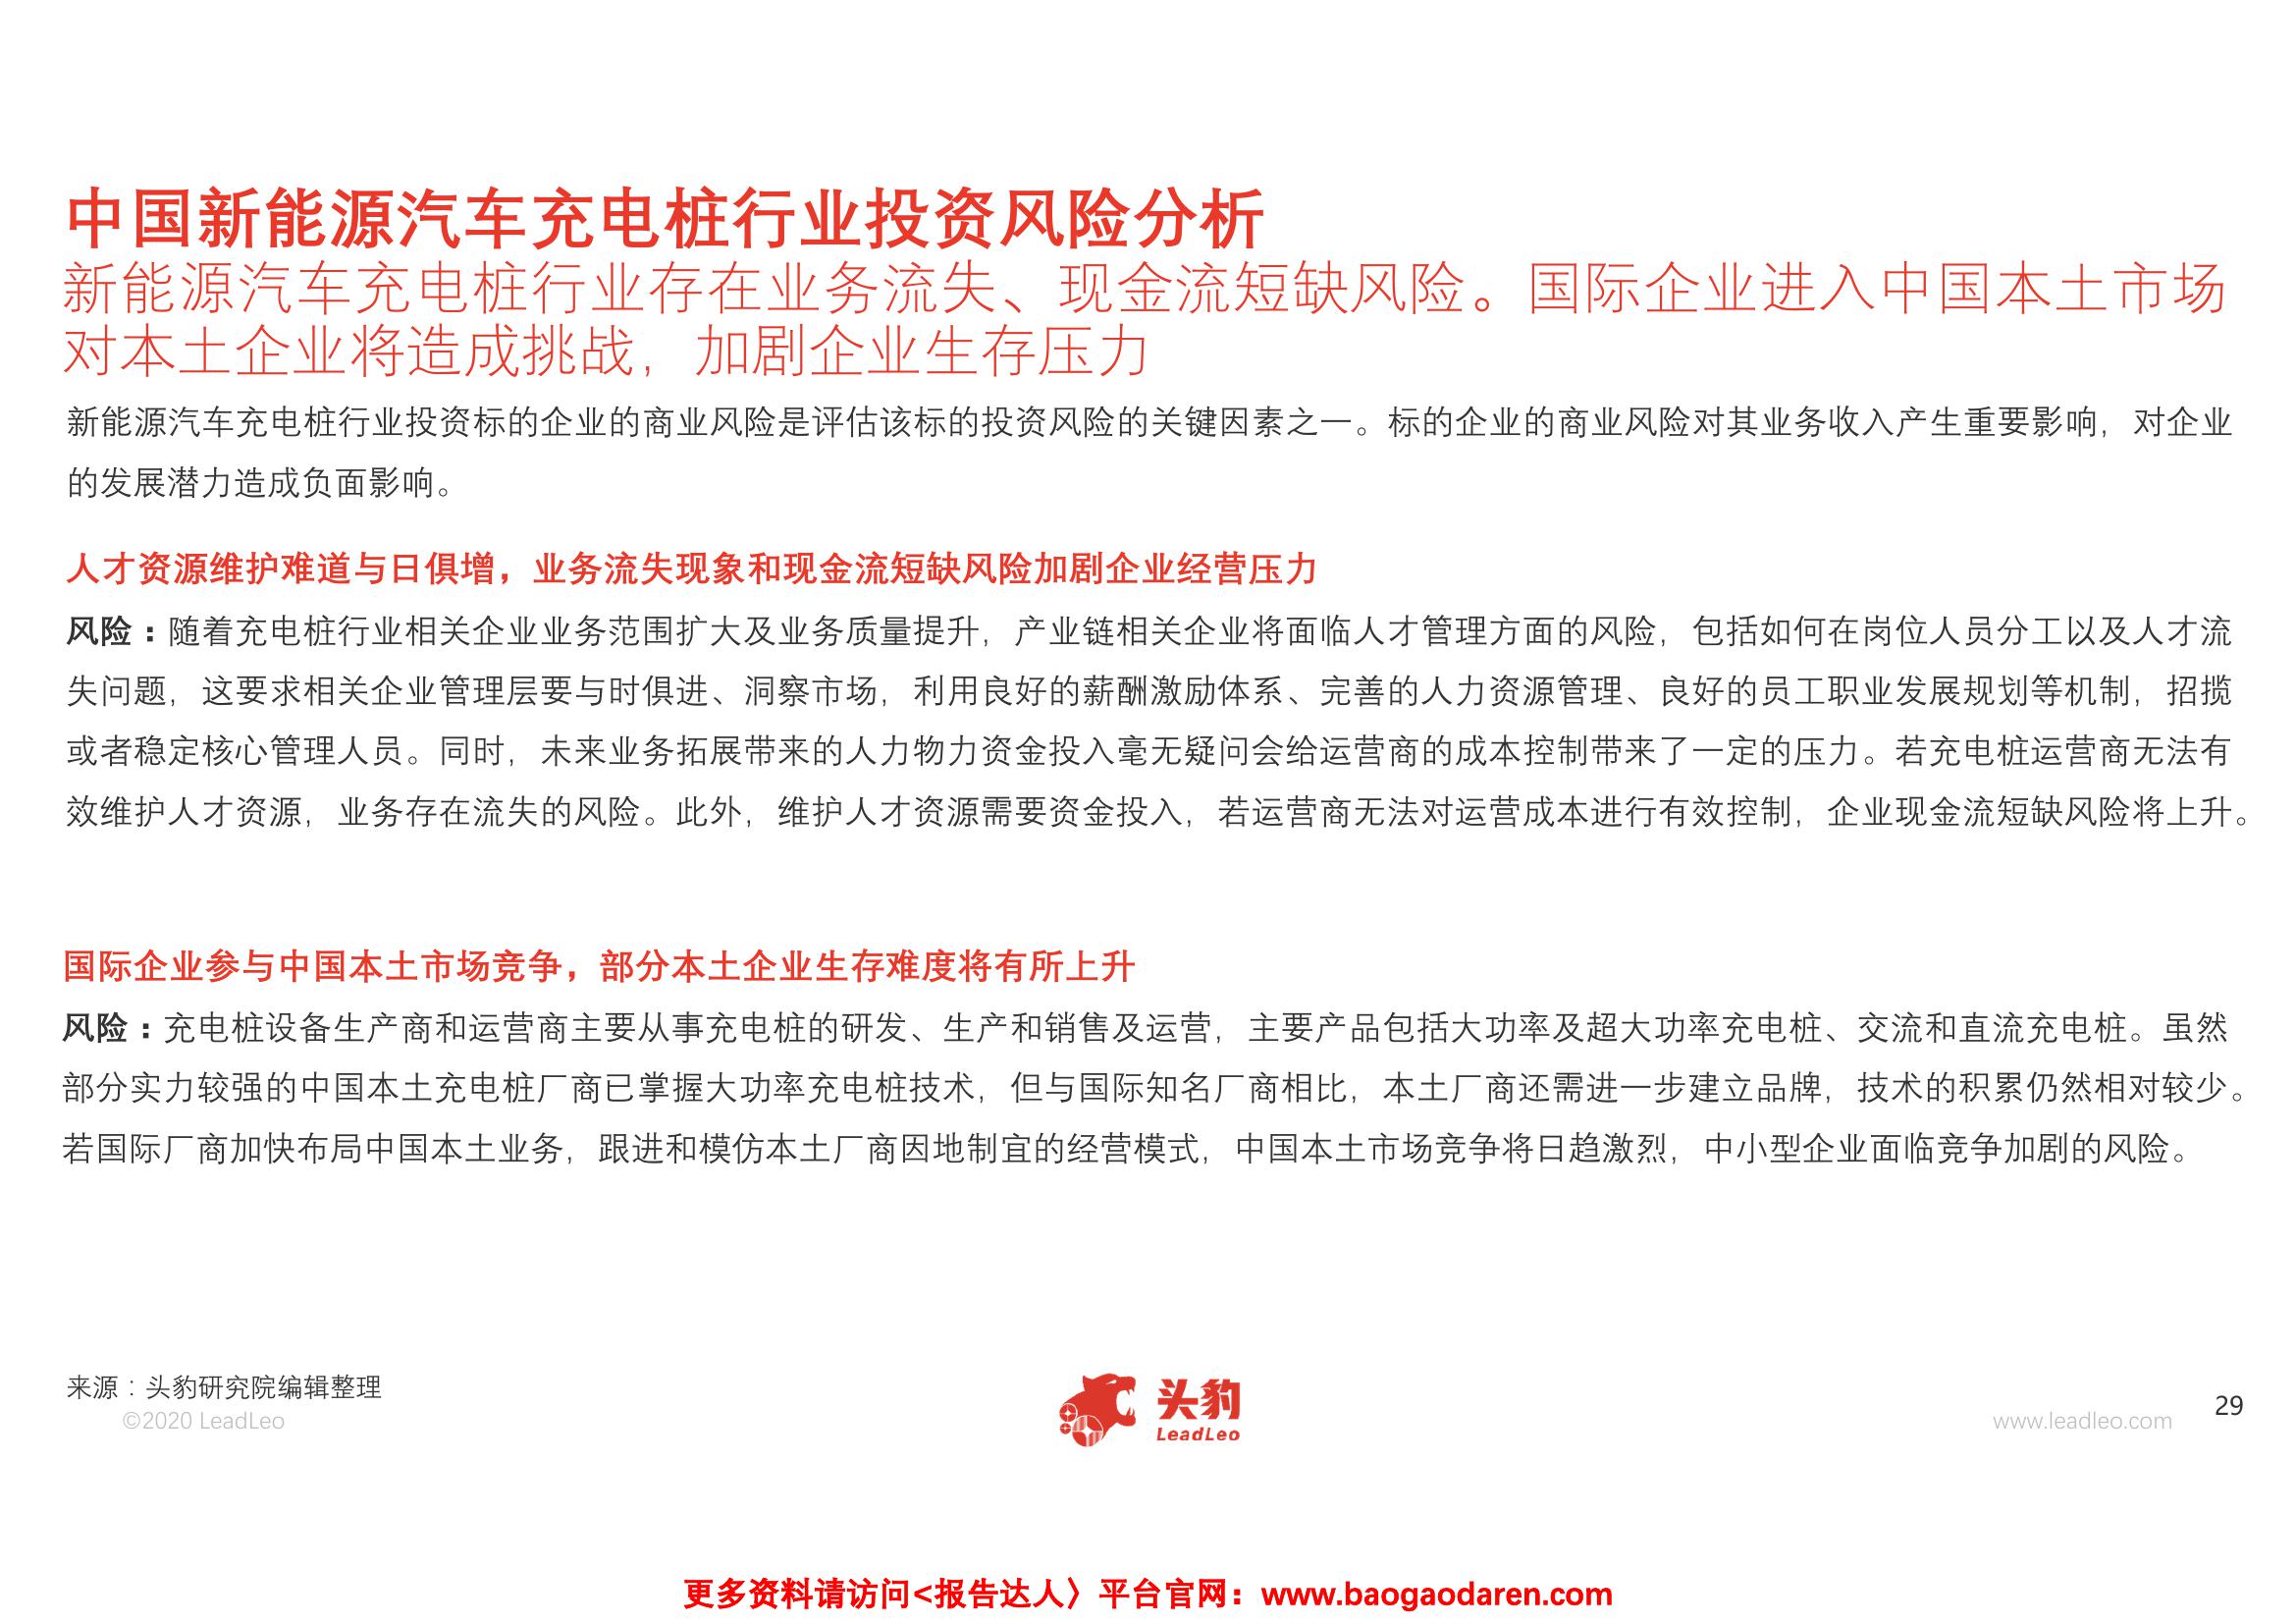 中国新能源汽车充电桩行业投资风险分析
新能源汽车充电桩行业存在业务流失、现金流短缺风险。国际企业进入中国本土市场
对本土企业将造成挑战，加剧企业生存压力
新能源汽车充电桩行业投资标的企业的商业风险是评估该标的投资风险的关键因素之一。标的企业的商业风险对其业务收入产生重要影响，对企业
的发展潜力造成负面影响。
人才资源维护难道与日俱增，业务流失现象和现金流短缺风险加剧企业经营压力
风险：随着充电桩行业相关企业业务范围扩大及业务质量提升，产业链相关企业将面临人才管理方面的风险，包括如何在岗位人员分工以及人才流
失问题，这要求相关企业管理层要与时俱进、洞察市场，利用良好的薪酬激励体系、完善的人力资源管理、良好的员工职业发展规划等机制，招揽
或者稳定核心管理人员。同时，未来业务拓展带来的人力物力资金投入毫无疑问会给运营商的成本控制带来了一定的压力。若充电桩运营商无法有
效维护人才资源，业务存在流失的风险。此外，维护人才资源需要资金投入，若运营商无法对运营成本进行有效控制，企业现金流短缺风险将上升。
国际企业参与中国本土市场竞争，部分本土企业生存难度将有所上升
风险：充电桩设备生产商和运营商主要从事充电桩的研发、生产和销售及运营，主要产品包括大功率及超大功率充电桩、交流和直流充电桩。虽然
部分实力较强的中国本土充电桩厂商已掌握大功率充电桩技术，但与国际知名厂商相比，本土厂商还需进一步建立品牌，技术的积累仍然相对较少。
若国际厂商加快布局中国本土业务，跟进和模仿本土厂商因地制宜的经营模式，中国本土市场竞争将日趋激烈，中小型企业面临竞争加剧的风险。
来源：头豹研究院编辑整理
©2020 LeadLeo
头豹
LeadLeo
www.leadleo.com
29
更多资料请访问<报告达人〉平台官网：www.baogaodaren.com